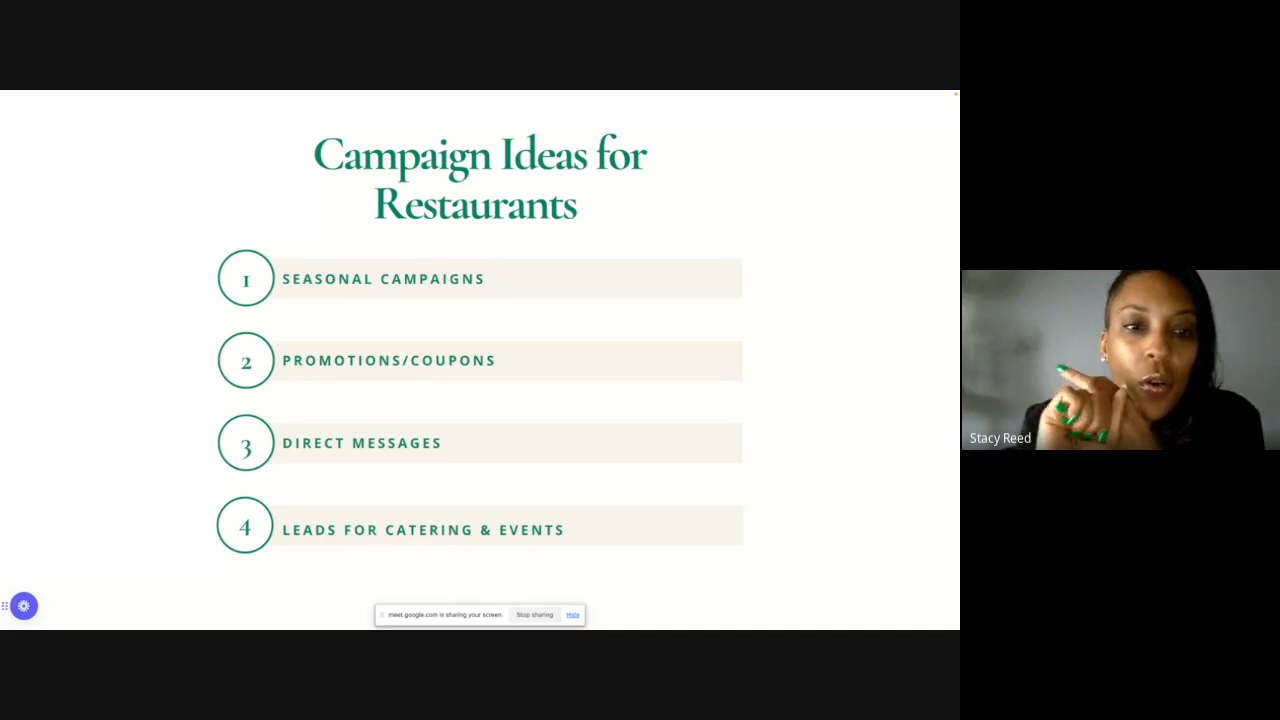 Campaign Ideas for
Restaurants
1 SEASONAL CAMPAIGNS
2 PROMOTIONS/COUPONS
3 DIRECT MESSAGES
4 LEADS FOR CATERING & EVENTS
meet.google.com is sharing your screen. Stop sharing Hide
Stacy Reed